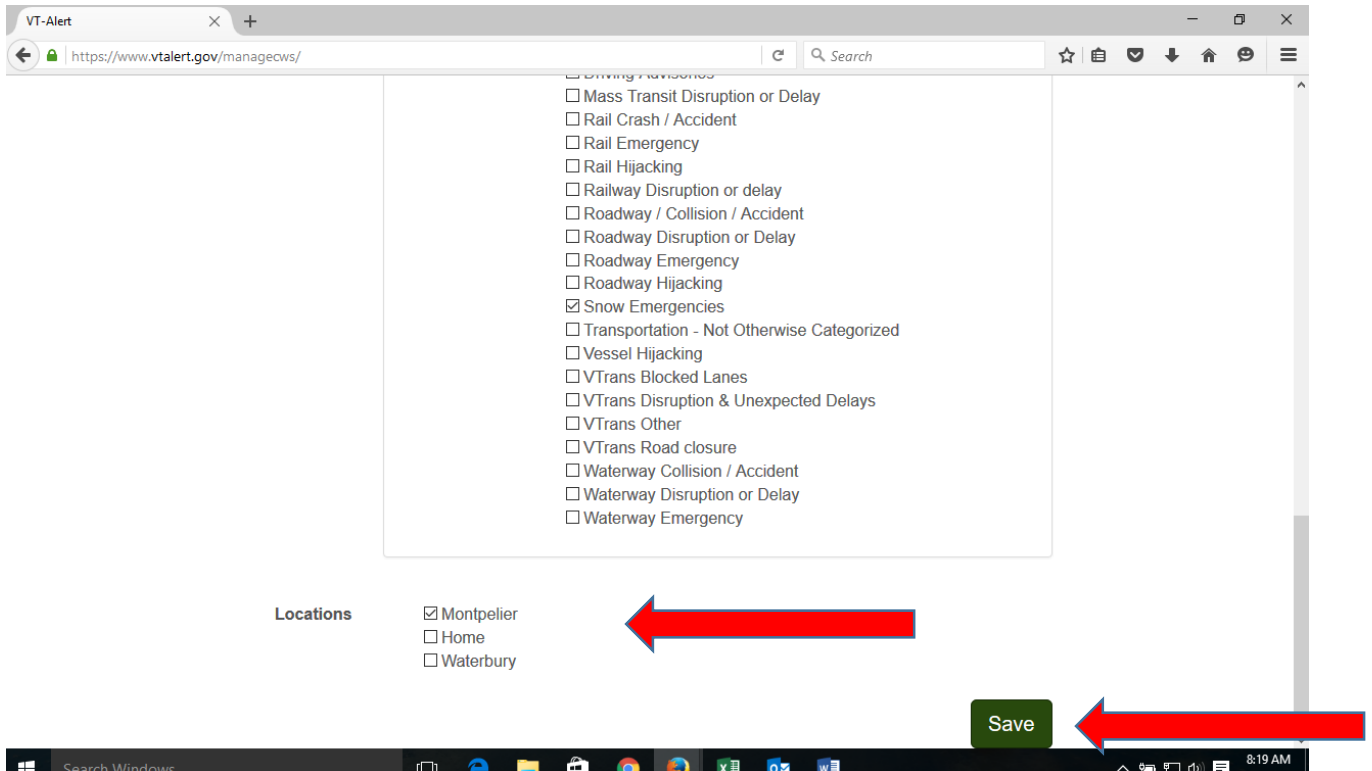 VT-Alert
https://www.vtalert.gov/managecws/
Search
Driving Advisories
Mass Transit Disruption or Delay
Rail Crash / Accident
Rail Emergency
Rail Hijacking
Railway Disruption or delay
Roadway / Collision / Accident
Roadway Disruption or Delay
Roadway Emergency
Roadway Hijacking
Snow Emergencies
Transportation - Not Otherwise Categorized
Vessel Hijacking
VTrans Blocked Lanes
VTrans Disruption & Unexpected Delays
VTrans Other
VTrans Road closure
Waterway Collision / Accident
Waterway Disruption or Delay
Waterway Emergency
Locations
Montpelier
Home
Waterbury
Save
Search Windows
8:19 AM